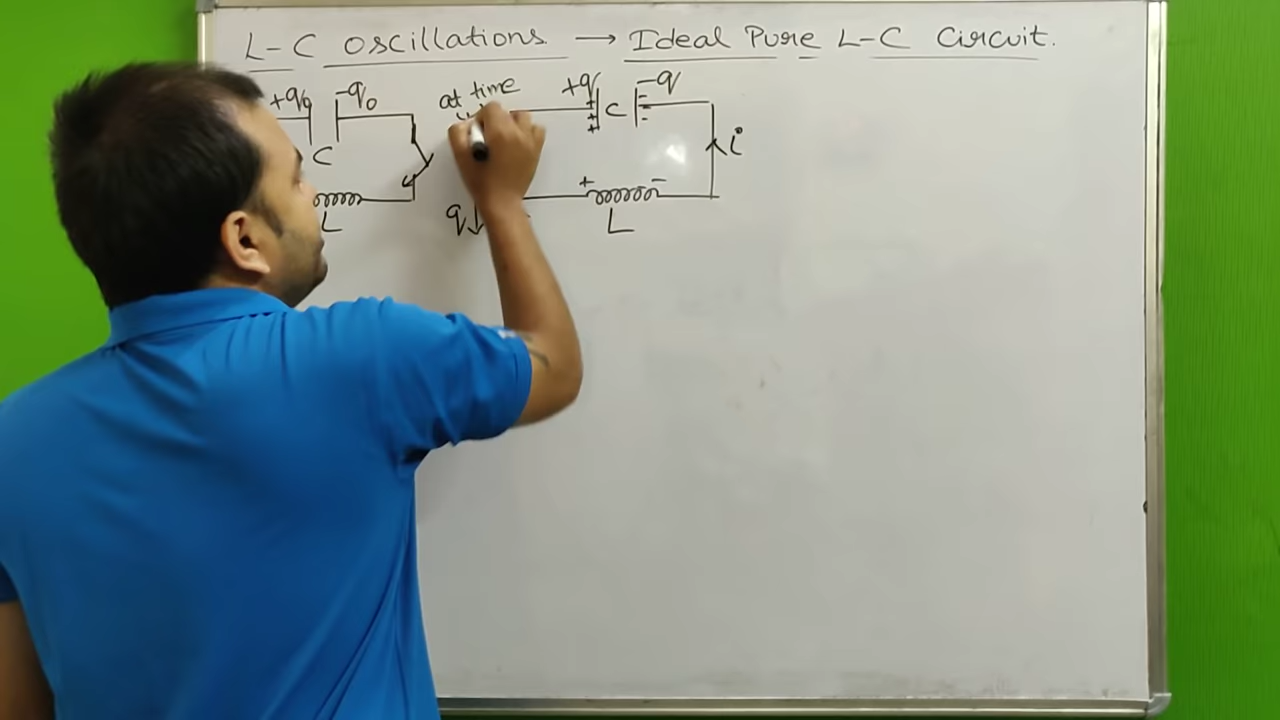 L-C oscillations → Ideal Pure L-C Circuit.
+q₀ -q₀ at time +q -q
C C i
+ -
L q↓ L